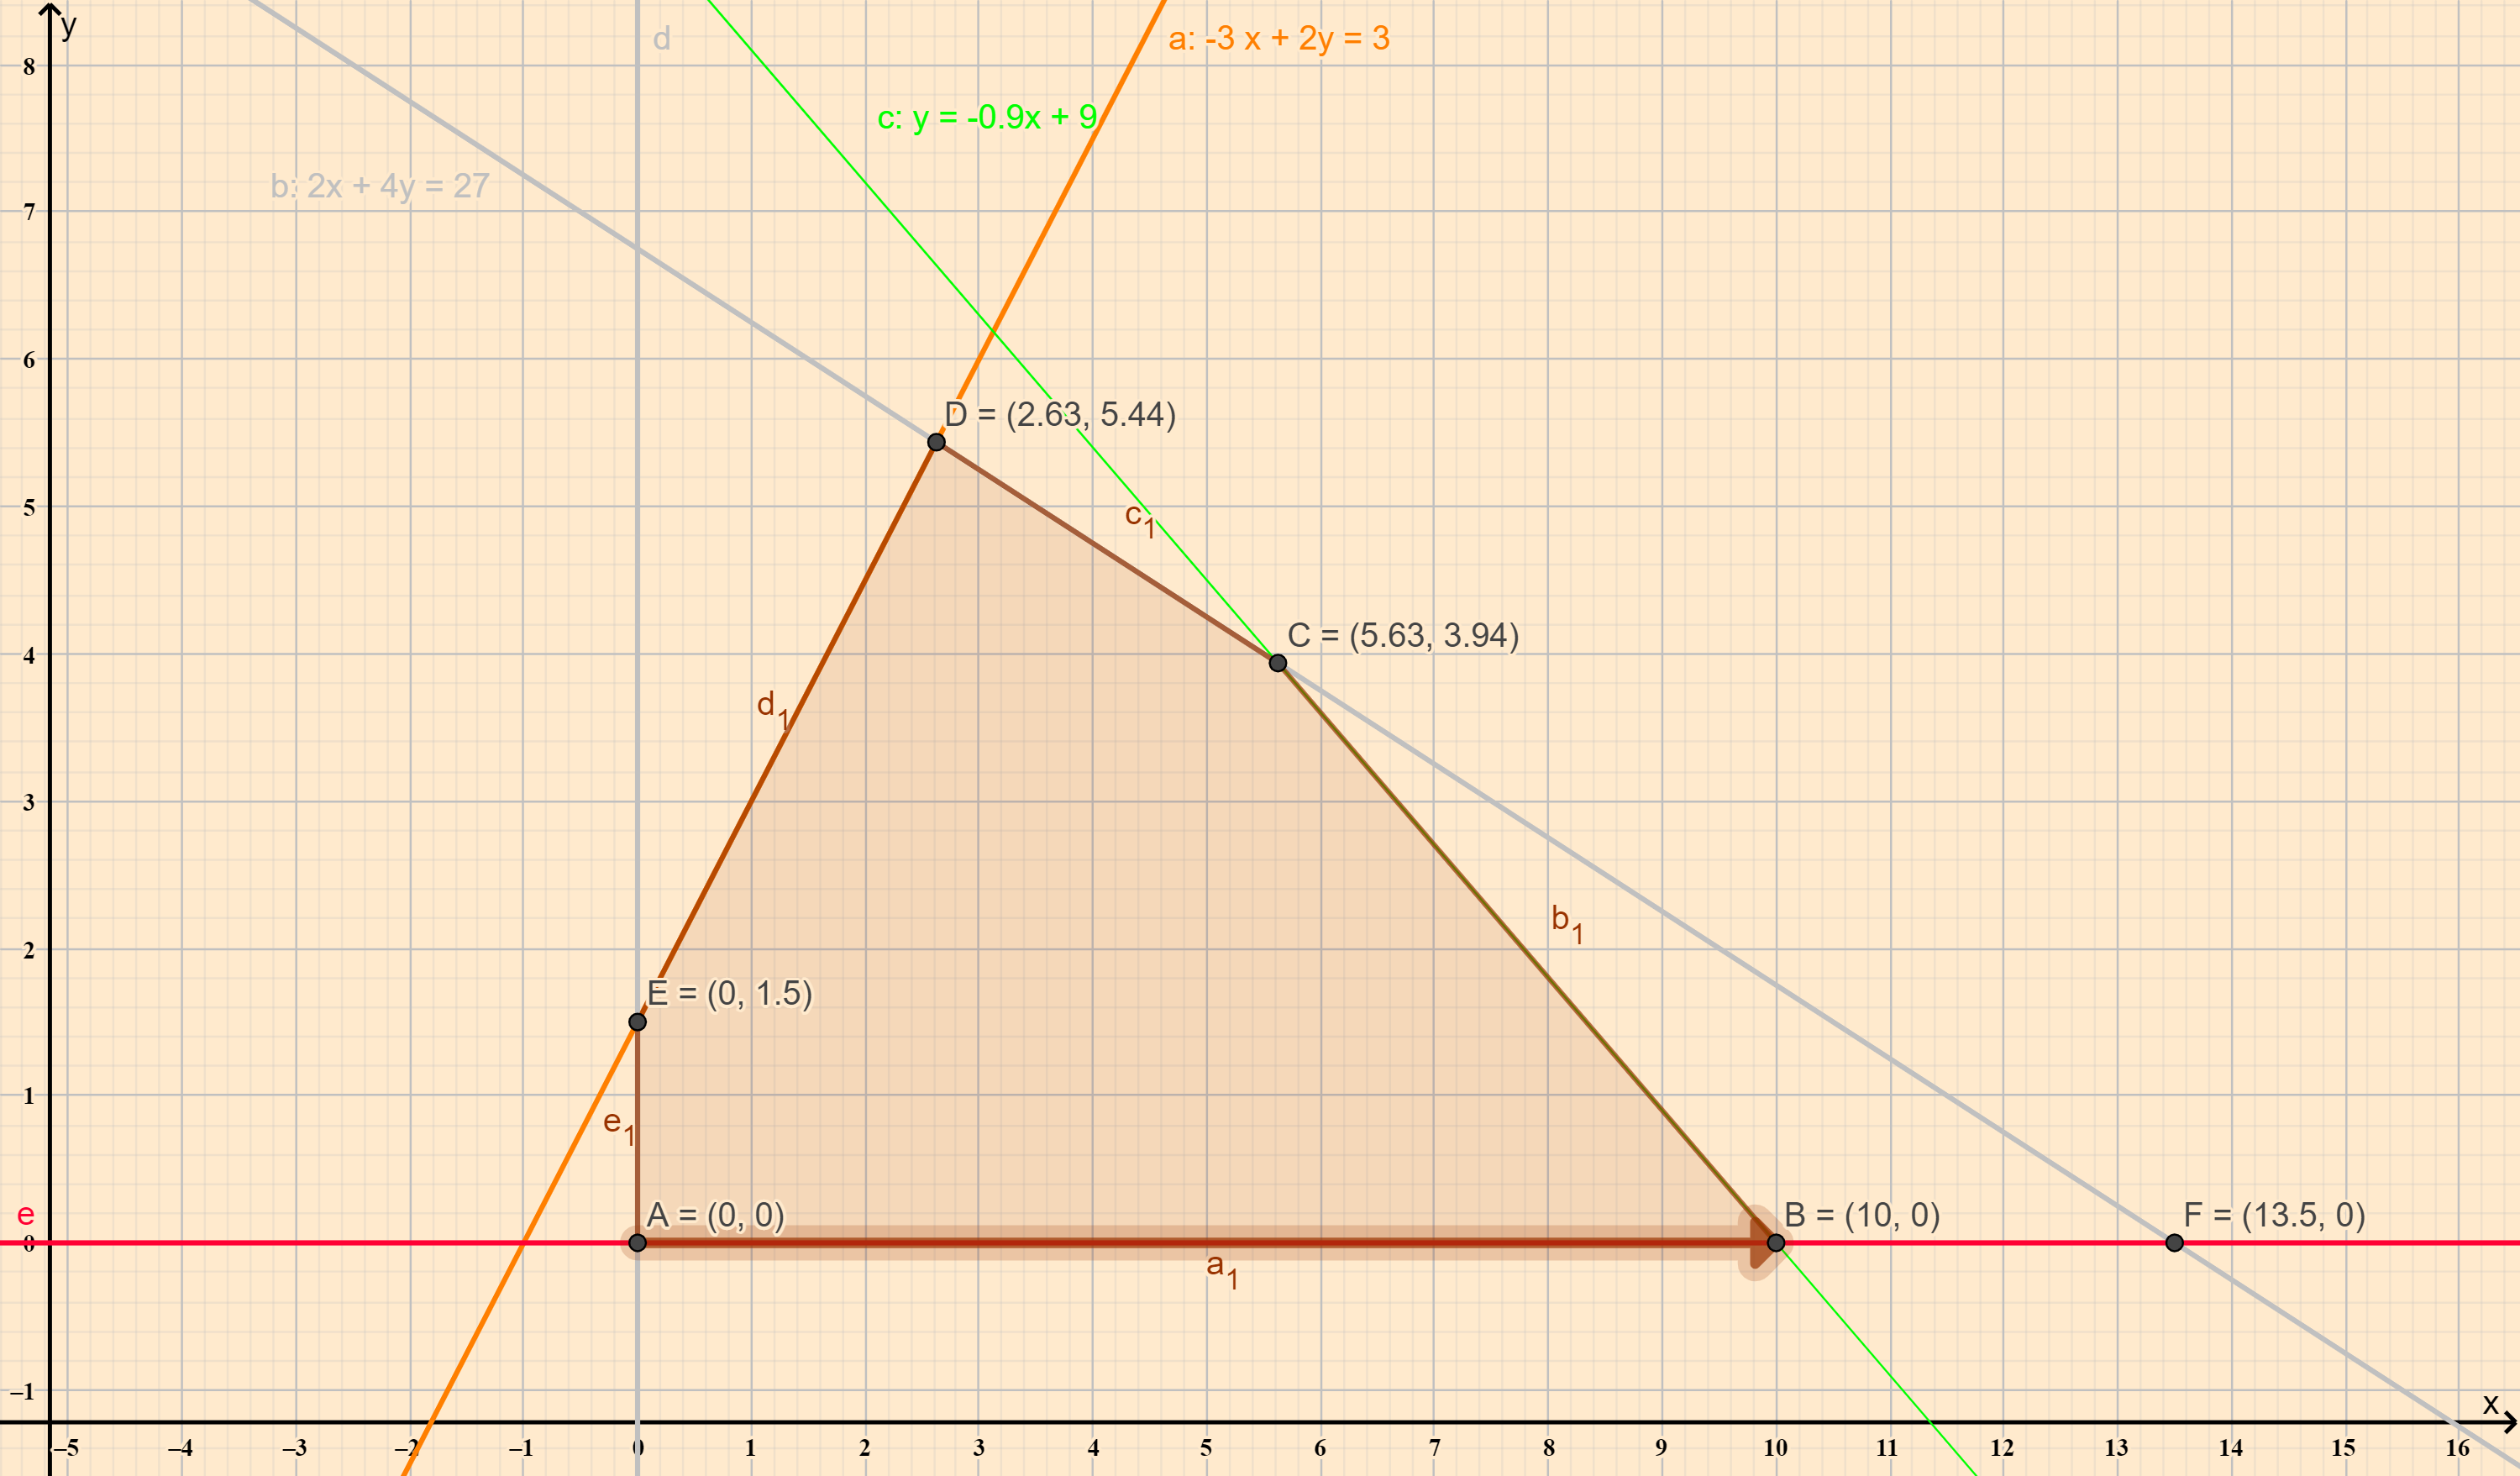 y
d
a: -3 x + 2y = 3
8
c: y = -0.9x + 9
b: 2x + 4y = 27
7
6
D = (2.63, 5.44)
5
c1
C = (5.63, 3.94)
4
d1
3
b1
2
E = (0, 1.5)
1
e1
e
A = (0, 0)
B = (10, 0)
F = (13.5, 0)
0
a1
–1
x
–5 –4 –3 –2 –1 0 1 2 3 4 5 6 7 8 9 10 11 12 13 14 15 16